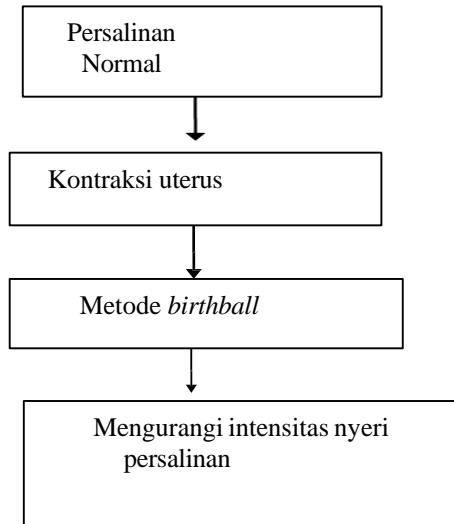 Persalinan
Normal
Kontraksi uterus
Metode birthball
Mengurangi intensitas nyeri
persalinan